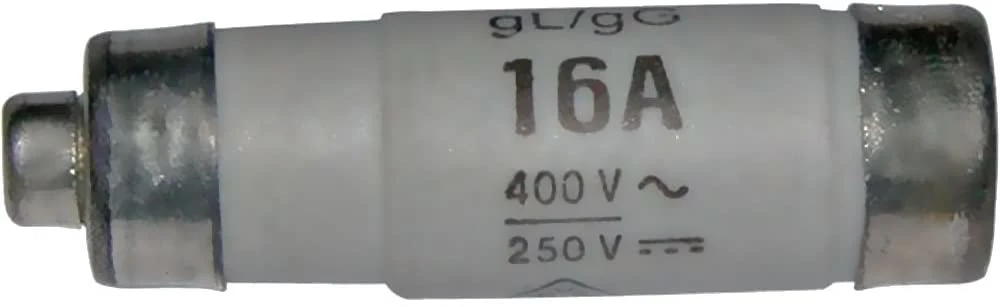 gL/gG
16A
400 V ~
250 V ⎓